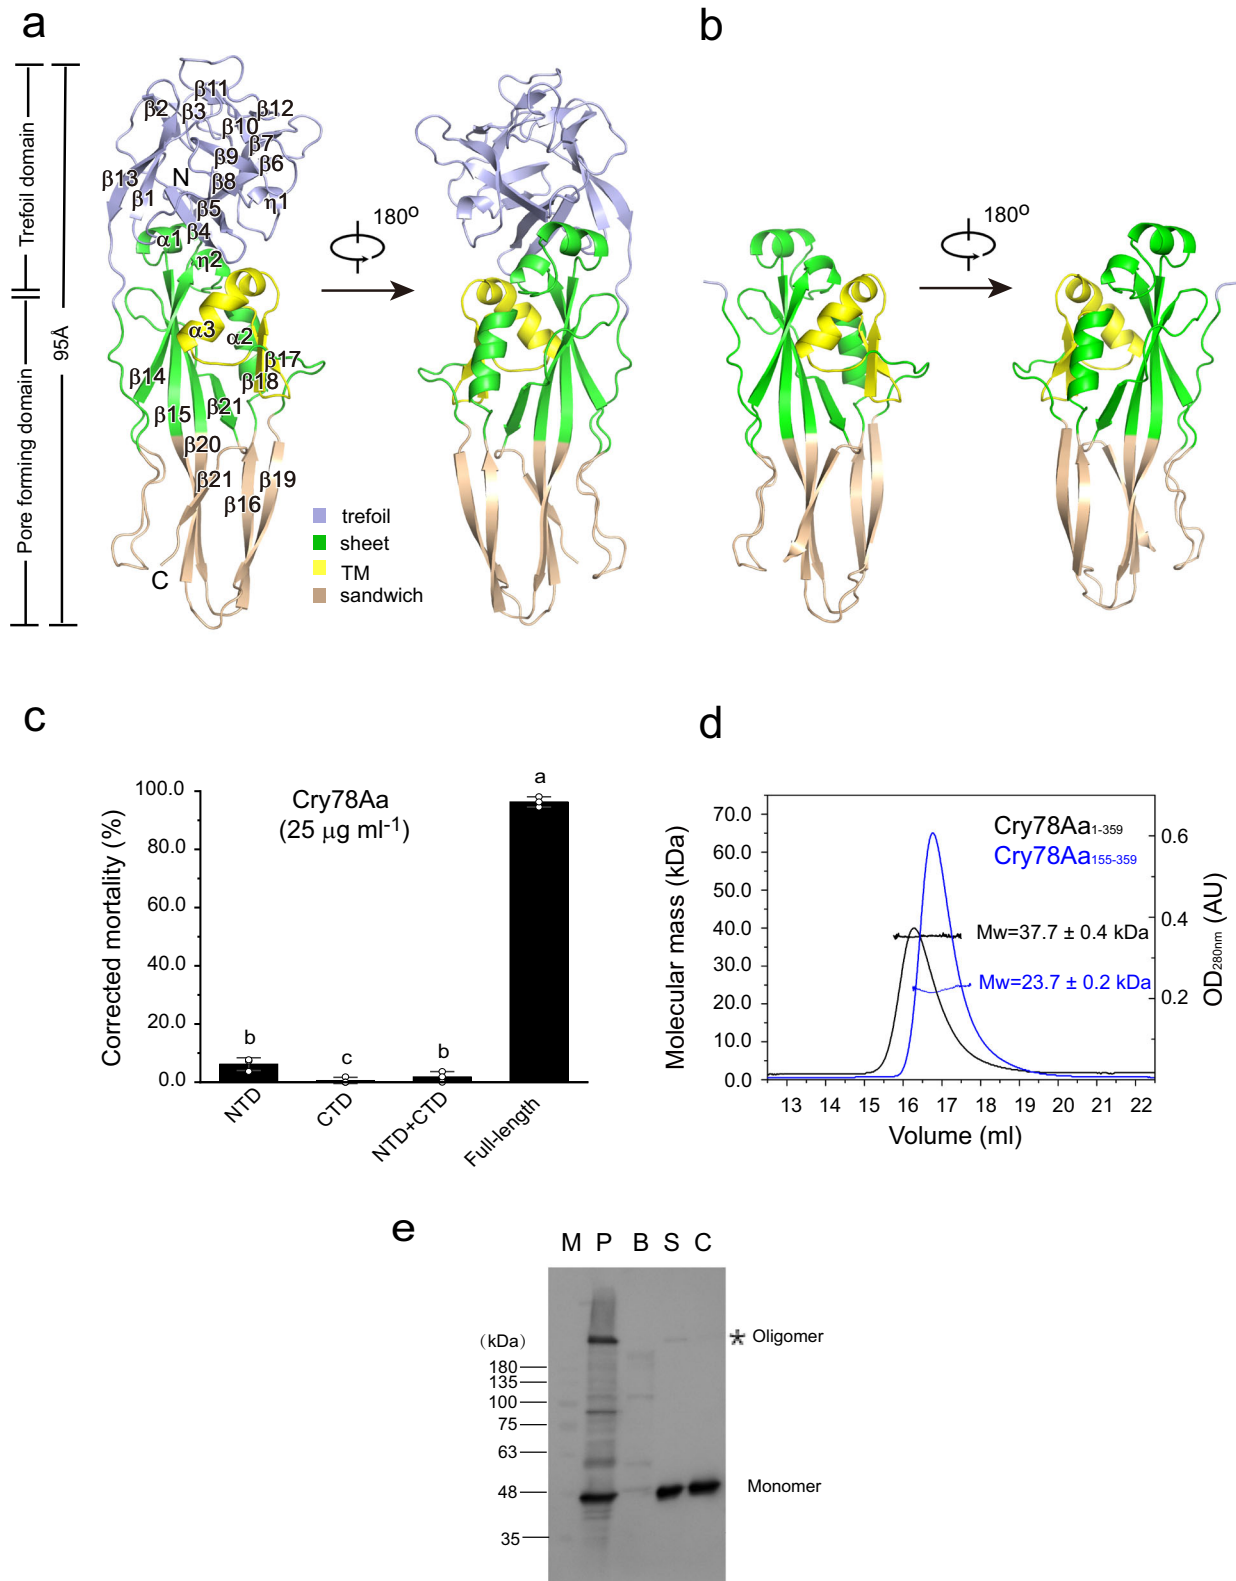 a
b
Trefoil domain
Pore forming domain
95Å
β11
β2
β3
β12
β10
β7
β9
β6
β13
N
β8
β1
η1
β5
β4
α1
η2
α3
α2
β17
β14
β18
β15
β21
β20
β21
β19
β16
C
180°
180°
trefoil
sheet
TM
sandwich
c
Corrected mortality (%)
100.0
80.0
60.0
40.0
20.0
0.0
Cry78Aa
(25 μg ml-1)
b
c
b
a
NTD
CTD
NTD+CTD
Full-length
d
Molecular mass (kDa)
70.0
60.0
50.0
40.0
30.0
20.0
10.0
0.0
Cry78Aa1-359
Cry78Aa155-359
Mw=37.7 ± 0.4 kDa
Mw=23.7 ± 0.2 kDa
0.6
0.4
0.2
OD280nm (AU)
13 14 15 16 17 18 19 20 21 22
Volume (ml)
e
M P B S C
(kDa)
180
135
100
75
63
48
35
* Oligomer
Monomer